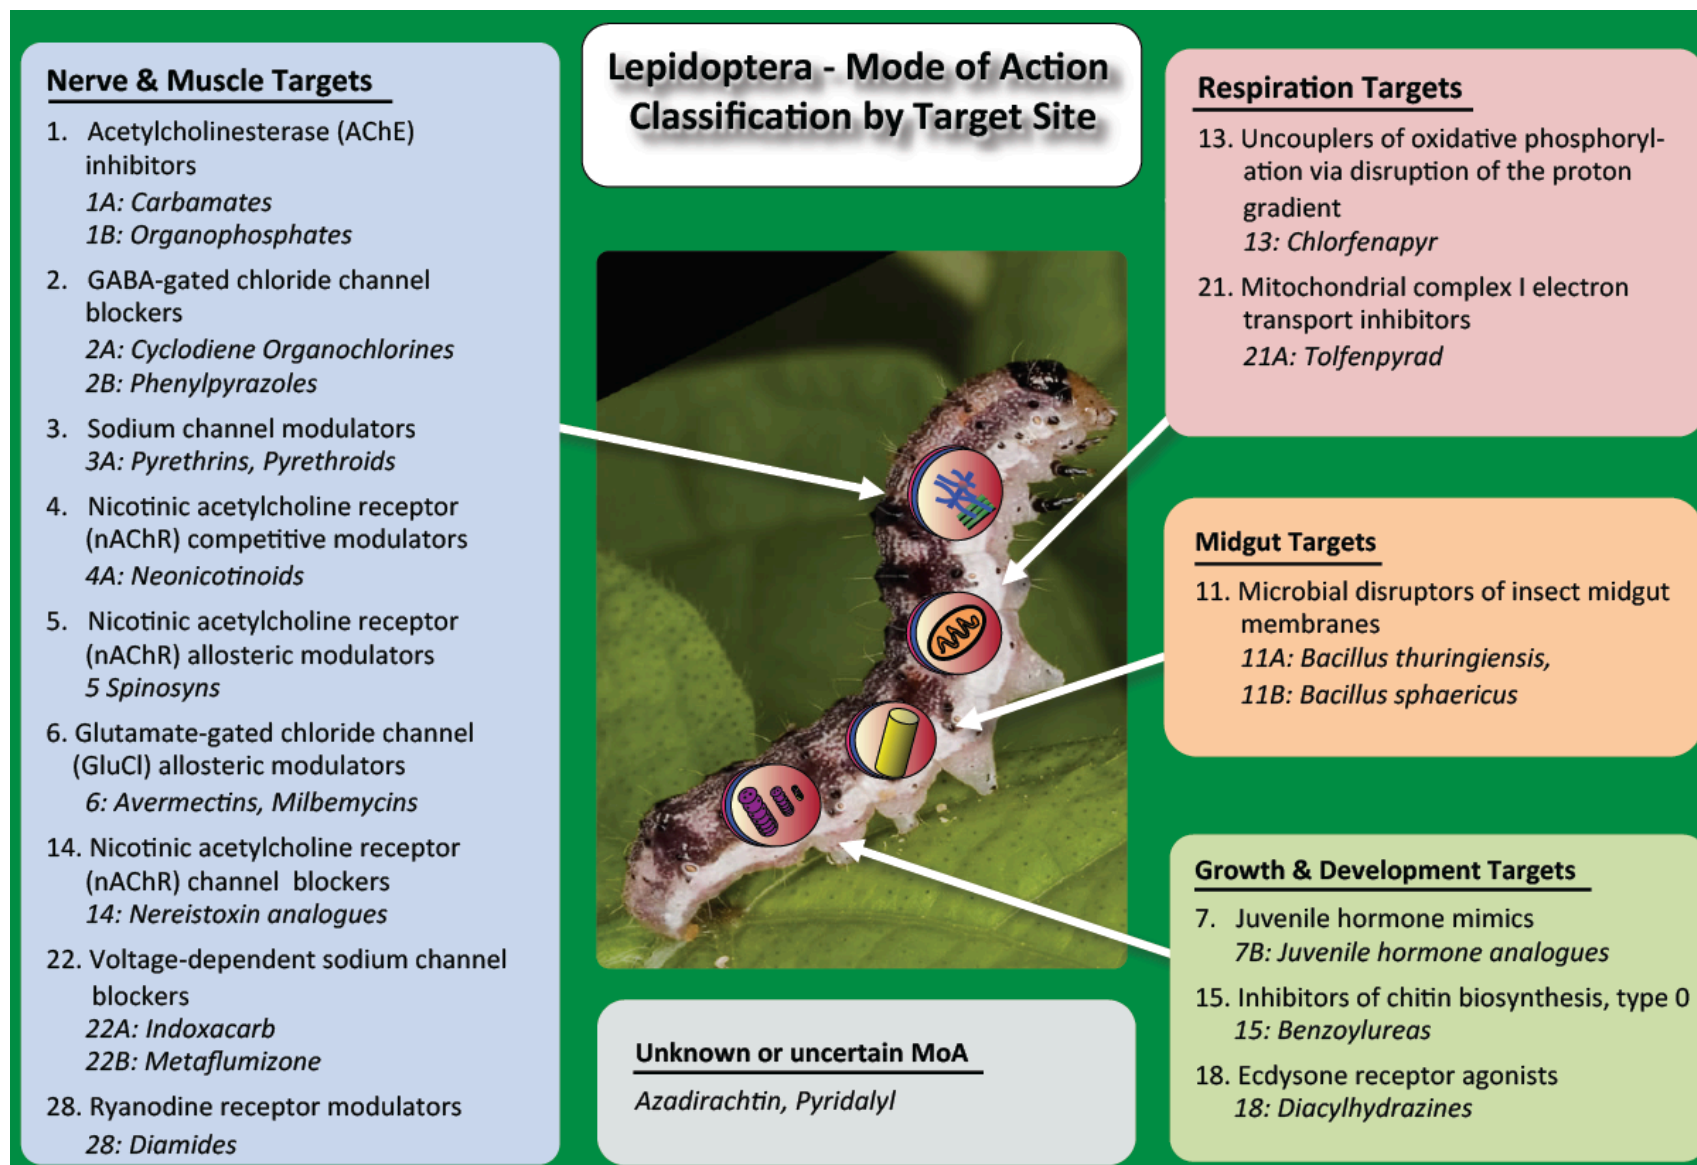 Lepidoptera - Mode of Action
Classification by Target Site
Nerve & Muscle Targets
1. Acetylcholinesterase (AChE)
inhibitors
1A: Carbamates
1B: Organophosphates
2. GABA-gated chloride channel
blockers
2A: Cyclodiene Organochlorines
2B: Phenylpyrazoles
3. Sodium channel modulators
3A: Pyrethrins, Pyrethroids
4. Nicotinic acetylcholine receptor
(nAChR) competitive modulators
4A: Neonicotinoids
5. Nicotinic acetylcholine receptor
(nAChR) allosteric modulators
5 Spinosyns
6. Glutamate-gated chloride channel
(GluCl) allosteric modulators
6: Avermectins, Milbemycins
14. Nicotinic acetylcholine receptor
(nAChR) channel blockers
14: Nereistoxin analogues
22. Voltage-dependent sodium channel
blockers
22A: Indoxacarb
22B: Metaflumizone
28. Ryanodine receptor modulators
28: Diamides
Respiration Targets
13. Uncouplers of oxidative phosphoryl-
ation via disruption of the proton
gradient
13: Chlorfenapyr
21. Mitochondrial complex I electron
transport inhibitors
21A: Tolfenpyrad
Midgut Targets
11. Microbial disruptors of insect midgut
membranes
11A: Bacillus thuringiensis,
11B: Bacillus sphaericus
Growth & Development Targets
7. Juvenile hormone mimics
7B: Juvenile hormone analogues
15. Inhibitors of chitin biosynthesis, type 0
15: Benzoylureas
18. Ecdysone receptor agonists
18: Diacylhydrazines
Unknown or uncertain MoA
Azadirachtin, Pyridalyl